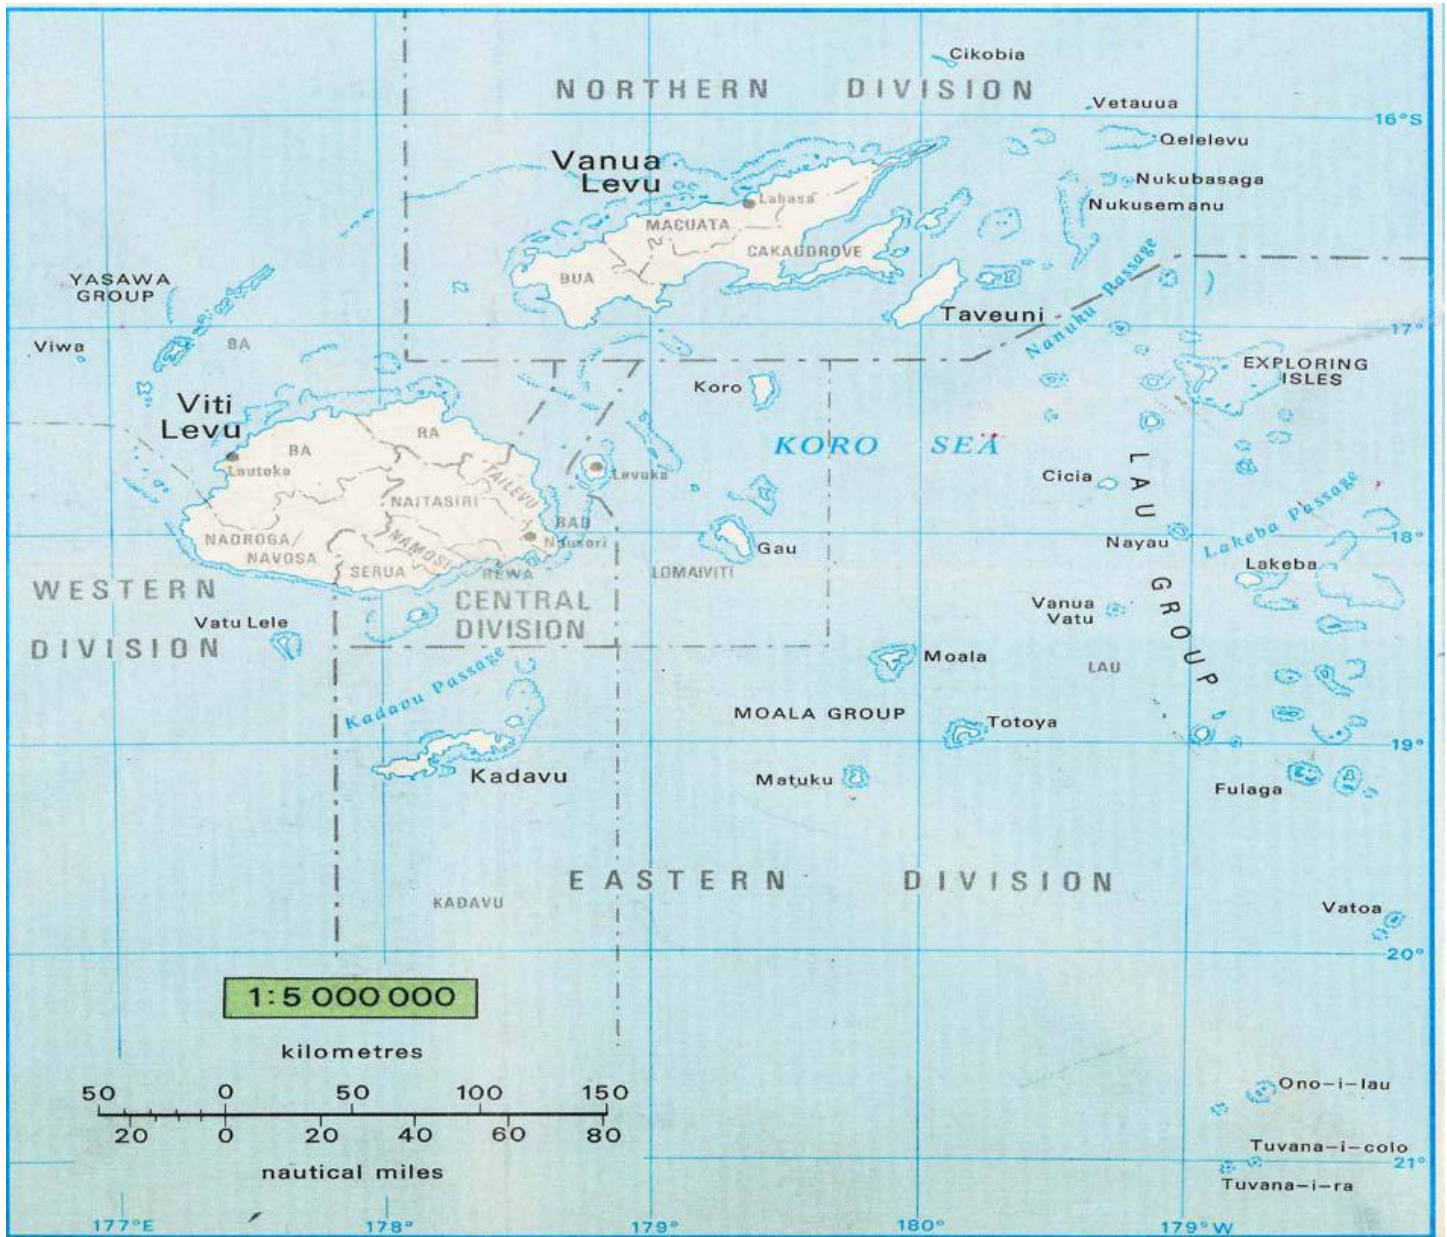 Cikobia
NORTHERN DIVISION
Vetauua
16°S
Qelelevu
Vanua
Levu
Nukubasaga
Labasa
Nukusemanu
MACUATA
CAKAUDROVE
BUA
YASAWA
GROUP
Nanuku Passage
Taveuni
17°
Viwa
BA
EXPLORING
ISLES
Koro
Viti
Levu
RA
BA
KORO SEA
Lautoka
Levuka
TAILEVU
Cicia
LAU GROUP
Lakeba Passage
NAITASIRI
BAU
Nausori
NADROGA/
NAVOSA
NAMOSI
Gau
Nayau
18°
SERUA
REWA
LOMAIVITI
Lakeba
WESTERN
DIVISION
CENTRAL
DIVISION
Vanua
Vatu
Vatu Lele
Kadavu Passage
Moala
LAU
MOALA GROUP
Totoya
19°
Kadavu
Matuku
Fulaga
EASTERN DIVISION
KADAVU
Vatoa
20°
1:5 000 000
kilometres
50 0 50 100 150
20 0 20 40 60 80
nautical miles
Ono-i-lau
Tuvana-i-colo
21°
Tuvana-i-ra
177°E 178° 179° 180° 179°W